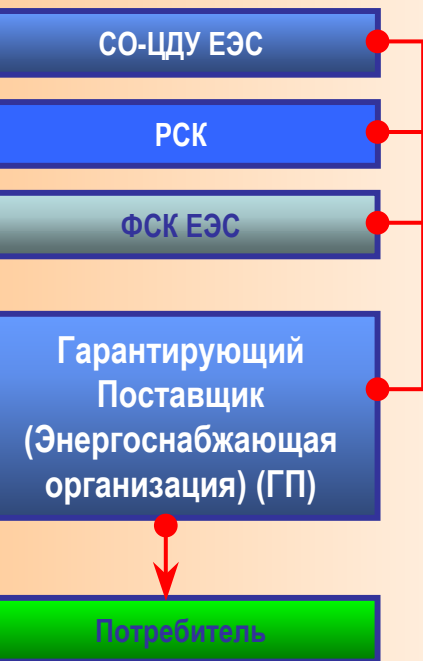 СО-ЦДУ ЕЭС
РСК
ФСК ЕЭС
Гарантирующий
Поставщик
(Энергоснабжающая
организация) (ГП)
Потребитель